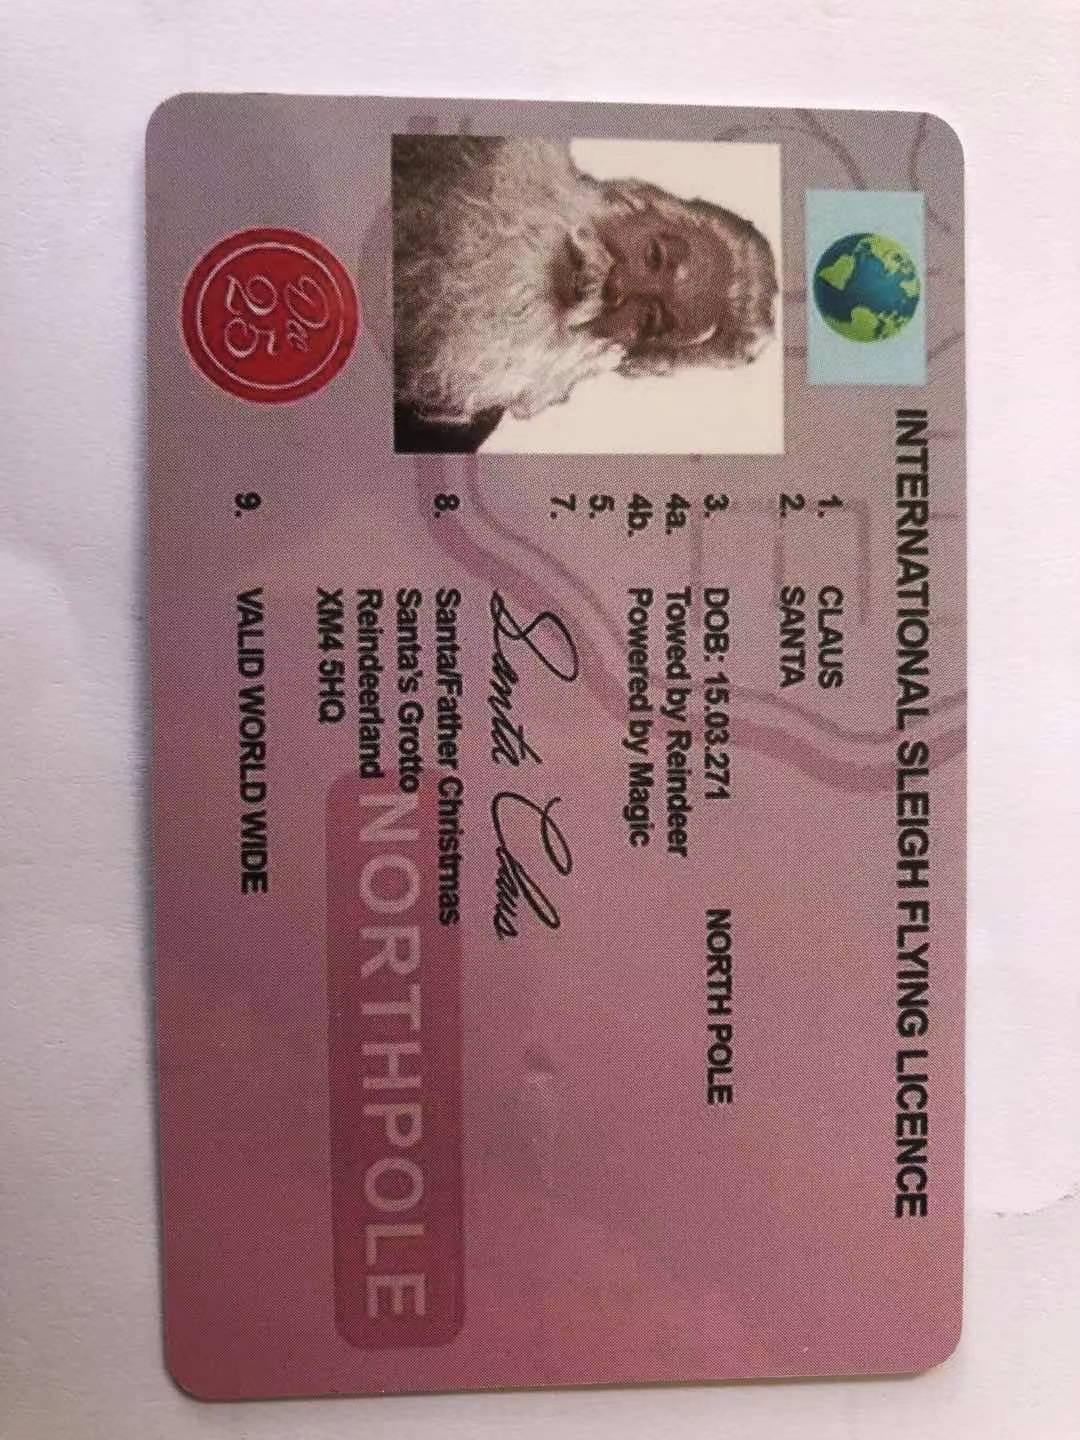 INTERNATIONAL SLEIGH FLYING LICENCE
1. CLAUS
2. SANTA
3. DOB: 15.03.271 NORTH POLE
4a. Towed by Reindeer
4b. Powered by Magic
5.
7. Santa Claus
8. Santa/Father Christmas
Santa's Grotto
Reindeerland
XM4 5HQ
NORTHPOLE
9. VALID WORLD WIDE
Dec
25